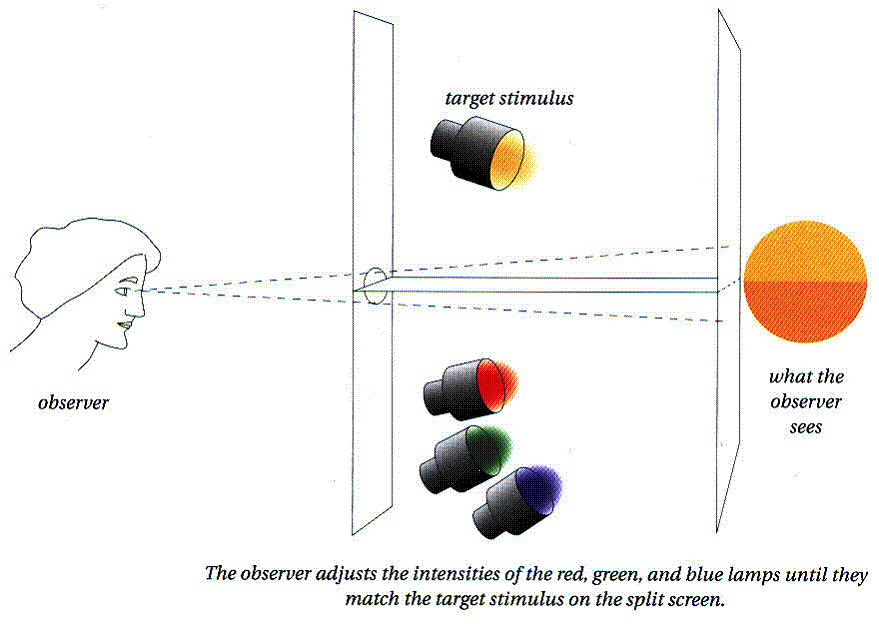 target stimulus
observer
what the
observer
sees
The observer adjusts the intensities of the red, green, and blue lamps until they
match the target stimulus on the split screen.